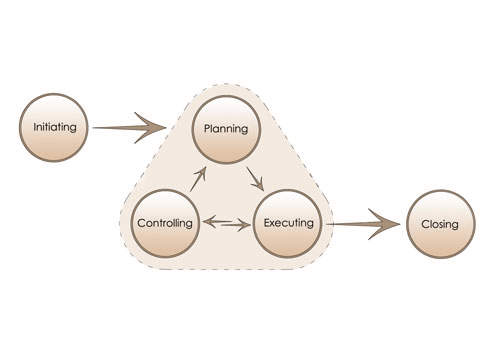 Initiating
Planning
Controlling
Executing
Closing